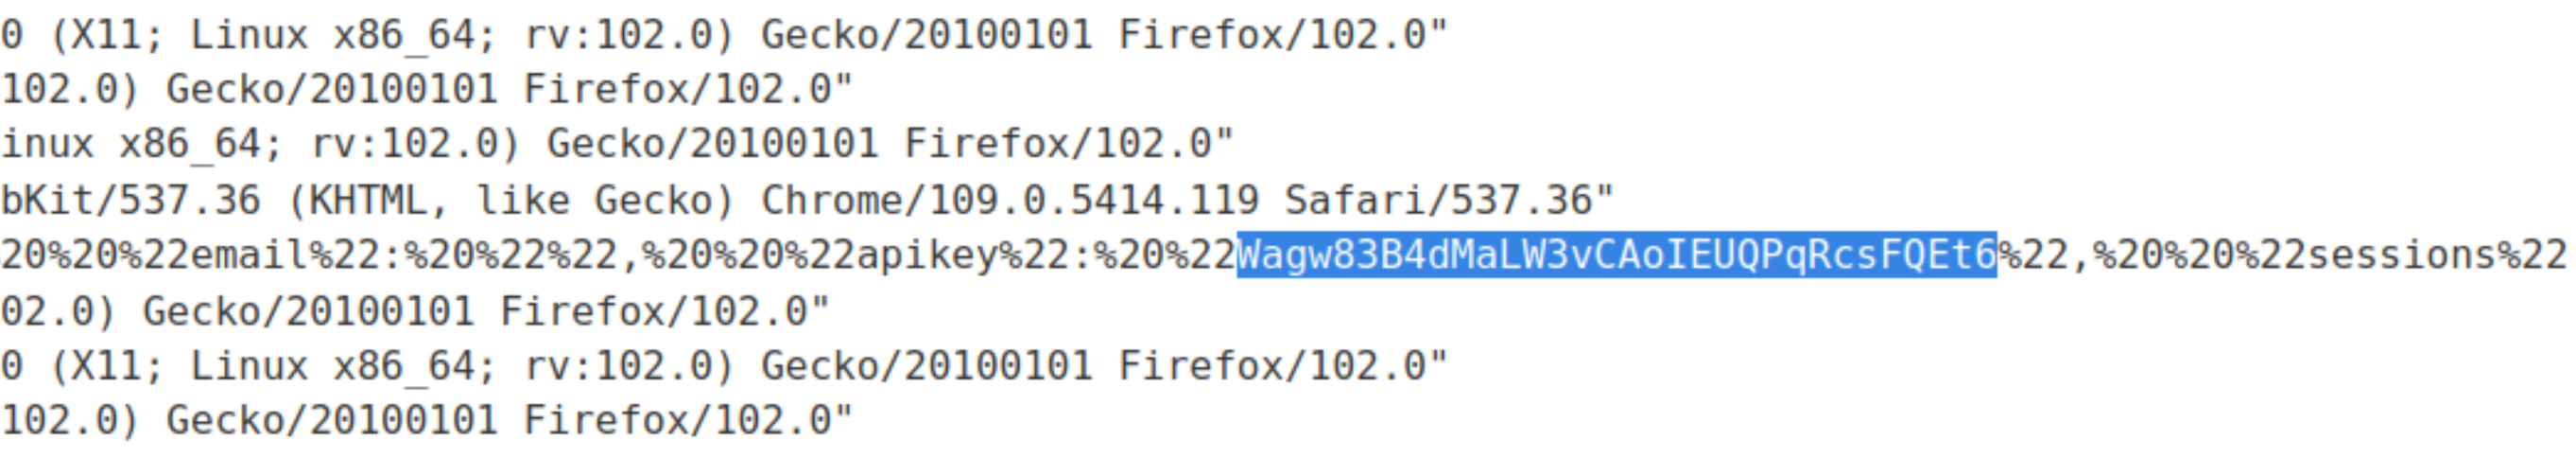 0 (X11; Linux x86_64; rv:102.0) Gecko/20100101 Firefox/102.0"
102.0) Gecko/20100101 Firefox/102.0"
inux x86_64; rv:102.0) Gecko/20100101 Firefox/102.0"
bKit/537.36 (KHTML, like Gecko) Chrome/109.0.5414.119 Safari/537.36"
20%20%22email%22:%20%22%22,%20%20%22apikey%22:%20%22Wagw83B4dMaLW3vCAoIEUQPqRcsFQEt6%22,%20%20%22sessions%22
02.0) Gecko/20100101 Firefox/102.0"
0 (X11; Linux x86_64; rv:102.0) Gecko/20100101 Firefox/102.0"
102.0) Gecko/20100101 Firefox/102.0"